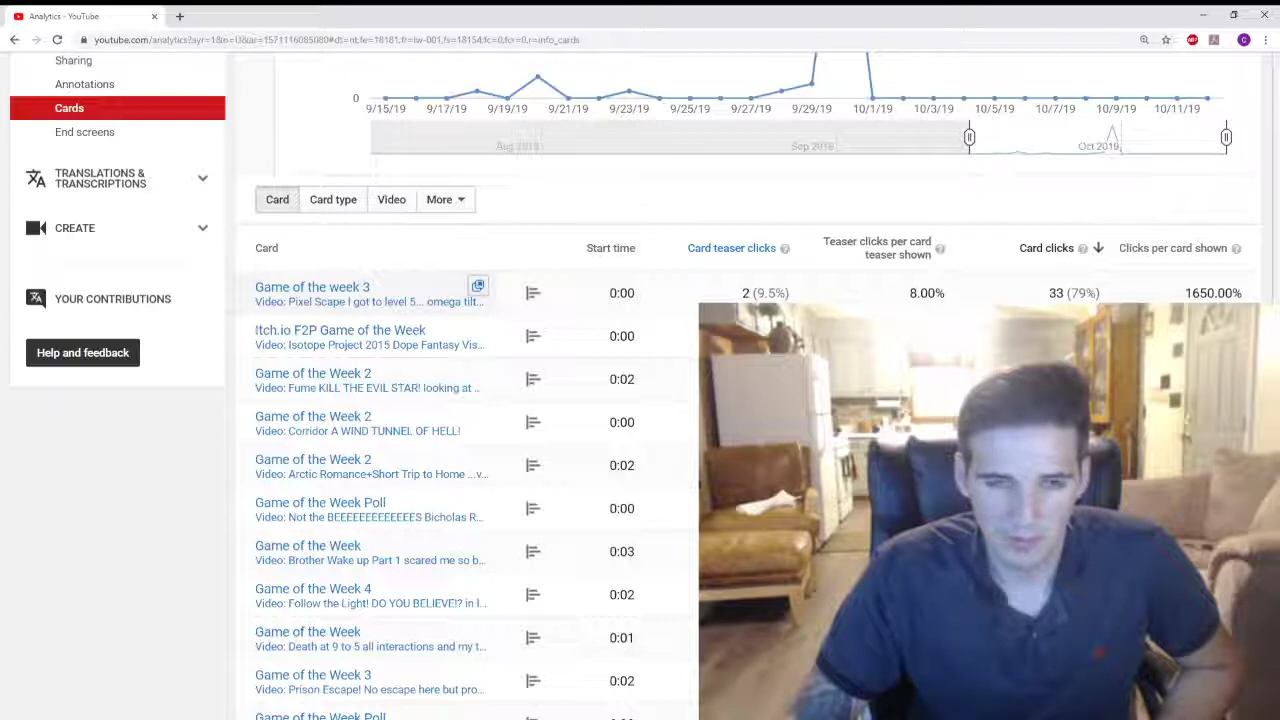 Analytics - YouTube
youtube.com/analytics?ayr=1
Sharing
Annotations
Cards
End screens
TRANSLATIONS &
TRANSCRIPTIONS
CREATE
YOUR CONTRIBUTIONS
Help and feedback
0
9/15/19 9/17/19 9/19/19 9/21/19 9/23/19 9/25/19 9/27/19 9/29/19 10/1/19 10/3/19 10/5/19 10/7/19 10/9/19 10/11/19
Oct 2019
Card Card type Video More
Card Start time Card teaser clicks Teaser clicks per card teaser shown Card clicks Clicks per card shown
Game of the week 3 0:00 2 (9.5%) 8.00% 33 (79%) 1650.00%
Video: Pixel Scape I got to level 5... omega tilt...
Itch.io F2P Game of the Week 0:00
Video: Isotope Project 2015 Dope Fantasy Vis...
Game of the Week 2 0:02
Video: Fume KILL THE EVIL STAR! looking at ..
Game of the Week 2 0:00
Video: Corridor A WIND TUNNEL OF HELL!
Game of the Week 2 0:02
Video: Arctic Romance+Short Trip to Home ...v...
Game of the Week Poll 0:00
Video: Not the BEEEEEEEEEEEEES Bicholas R...
Game of the Week 0:03
Video: Brother Wake up Part 1 scared me so b...
Game of the Week 4 0:02
Video: Follow the Light! DO YOU BELIEVE!? in l...
Game of the Week 0:01
Video: Death at 9 to 5 all interactions and my t...
Game of the Week 3 0:02
Video: Prison Escape! No escape here but pro...
Game of the Week Poll